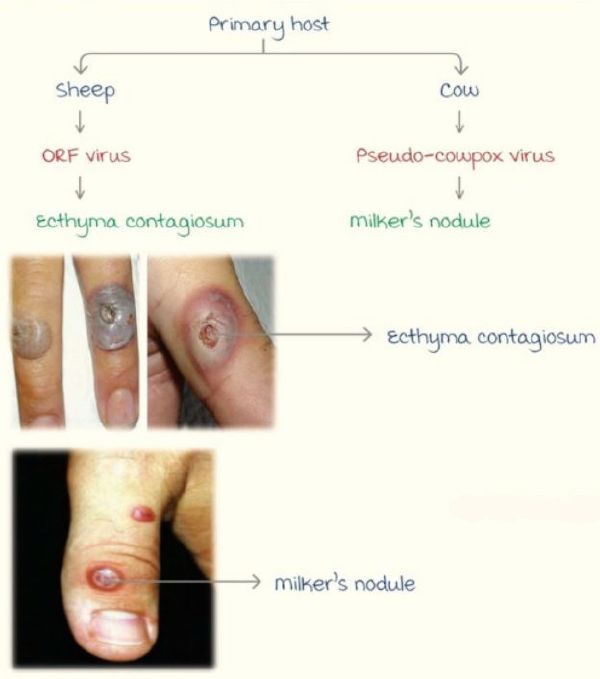 Primary host
Sheep
Cow
ORF virus
Pseudo-cowpox virus
Ecthyma contagiosum
milker's nodule
Ecthyma contagiosum
milker's nodule